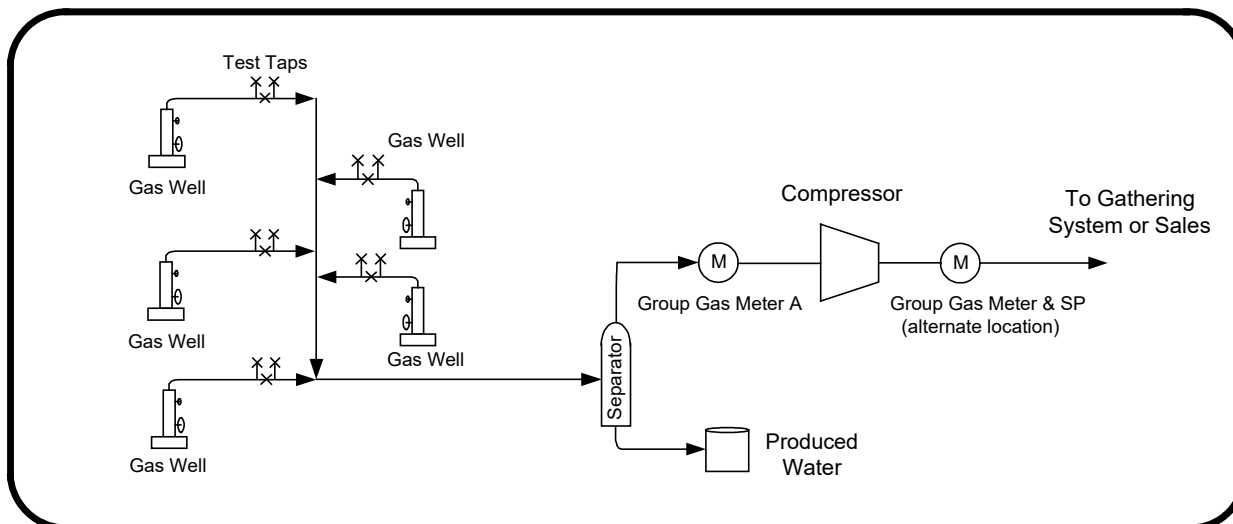 Test Taps
Gas Well
Gas Well
Gas Well
Gas Well
Gas Well
Compressor
To Gathering
System or Sales
M
M
Group Gas Meter A
Group Gas Meter & SP
(alternate location)
Separator
Produced
Water